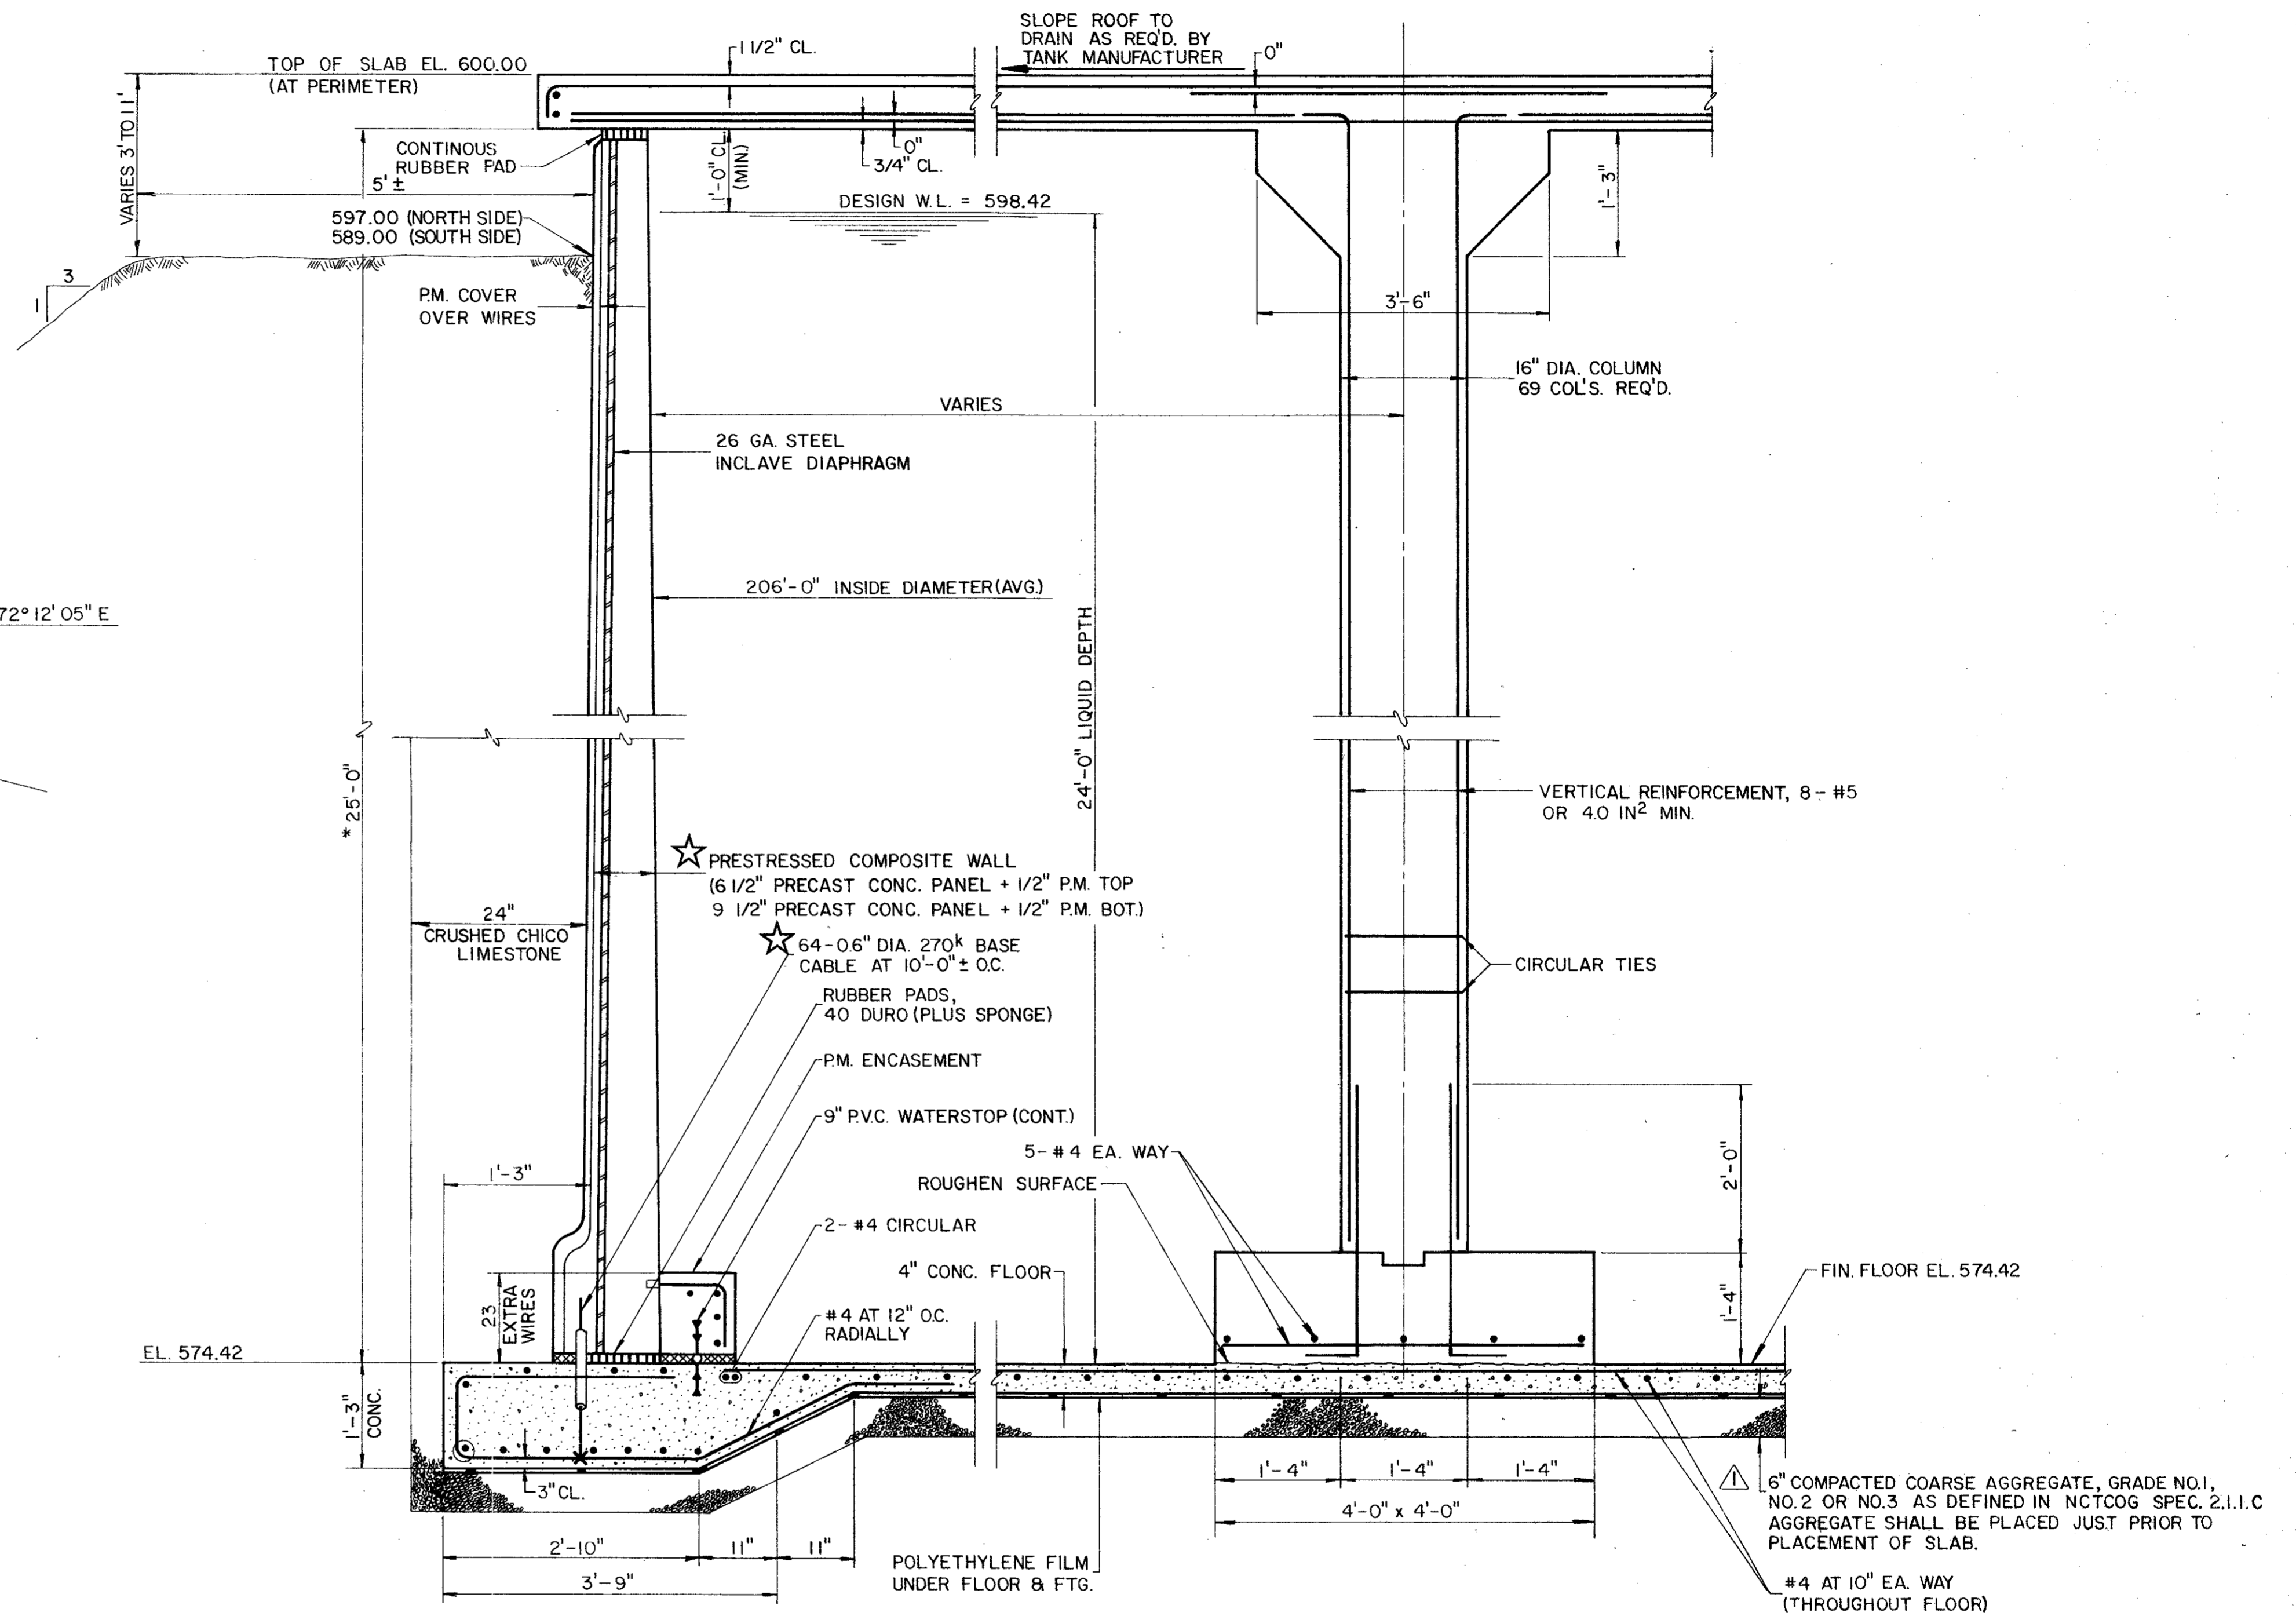 SLOPE ROOF TO
DRAIN AS REQ'D. BY
TANK MANUFACTURER
0"
1 1/2" CL.
TOP OF SLAB EL. 600.00
(AT PERIMETER)
VARIES 3' TO 11'
CONTINOUS
RUBBER PAD
5' ±
1'-0" CL.
(MIN.)
0"
3/4" CL.
1'-3"
DESIGN W.L. = 598.42
597.00 (NORTH SIDE)
589.00 (SOUTH SIDE)
3
1
P.M. COVER
OVER WIRES
3'-6"
16" DIA. COLUMN
69 COL'S. REQ'D.
VARIES
26 GA. STEEL
INCLAVE DIAPHRAGM
206'-0" INSIDE DIAMETER (AVG.)
72° 12' 05" E
24'-0" LIQUID DEPTH
* 25'-0"
VERTICAL REINFORCEMENT, 8 - #5
OR 4.0 IN² MIN.
PRESTRESSED COMPOSITE WALL
(6 1/2" PRECAST CONC. PANEL + 1/2" P.M. TOP
9 1/2" PRECAST CONC. PANEL + 1/2" P.M. BOT.)
24"
CRUSHED CHICO
LIMESTONE
64-0.6" DIA. 270ᵏ BASE
CABLE AT 10'-0" ± O.C.
CIRCULAR TIES
RUBBER PADS,
40 DURO (PLUS SPONGE)
P.M. ENCASEMENT
9" P.V.C. WATERSTOP (CONT.)
5-#4 EA. WAY
1'-3"
ROUGHEN SURFACE
2'-0"
2- #4 CIRCULAR
4" CONC. FLOOR
FIN. FLOOR EL. 574.42
23
EXTRA
WIRES
#4 AT 12" O.C.
RADIALLY
1'-4"
EL. 574.42
1'-3"
CONC.
3" CL.
1'-4"
1'-4"
1'-4"
4'-0" x 4'-0"
1
6" COMPACTED COARSE AGGREGATE, GRADE NO.1,
NO.2 OR NO.3 AS DEFINED IN NCTCOG SPEC. 2.1.1.C
AGGREGATE SHALL BE PLACED JUST PRIOR TO
PLACEMENT OF SLAB.
2'-10"
11"
11"
3'-9"
POLYETHYLENE FILM
UNDER FLOOR & FTG.
#4 AT 10" EA. WAY
(THROUGHOUT FLOOR)